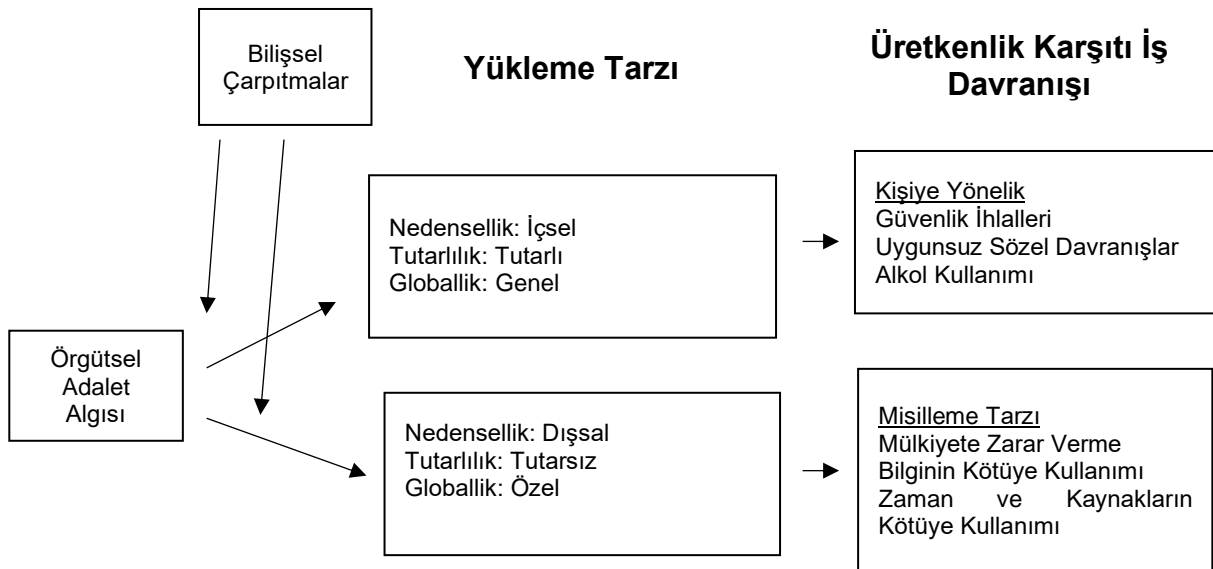 Bilişsel
Çarpıtmalar
Yükleme Tarzı
Üretkenlik Karşıtı İş
Davranışı
Nedensellik: İçsel
Tutarlılık: Tutarlı
Globallik: Genel
Kişiye Yönelik
Güvenlik İhlalleri
Uygunsuz Sözel Davranışlar
Alkol Kullanımı
Örgütsel
Adalet
Algısı
Nedensellik: Dışsal
Tutarlılık: Tutarsız
Globallik: Özel
Misilleme Tarzı
Mülkiyete Zarar Verme
Bilginin Kötüye Kullanımı
Zaman ve Kaynakların
Kötüye Kullanımı